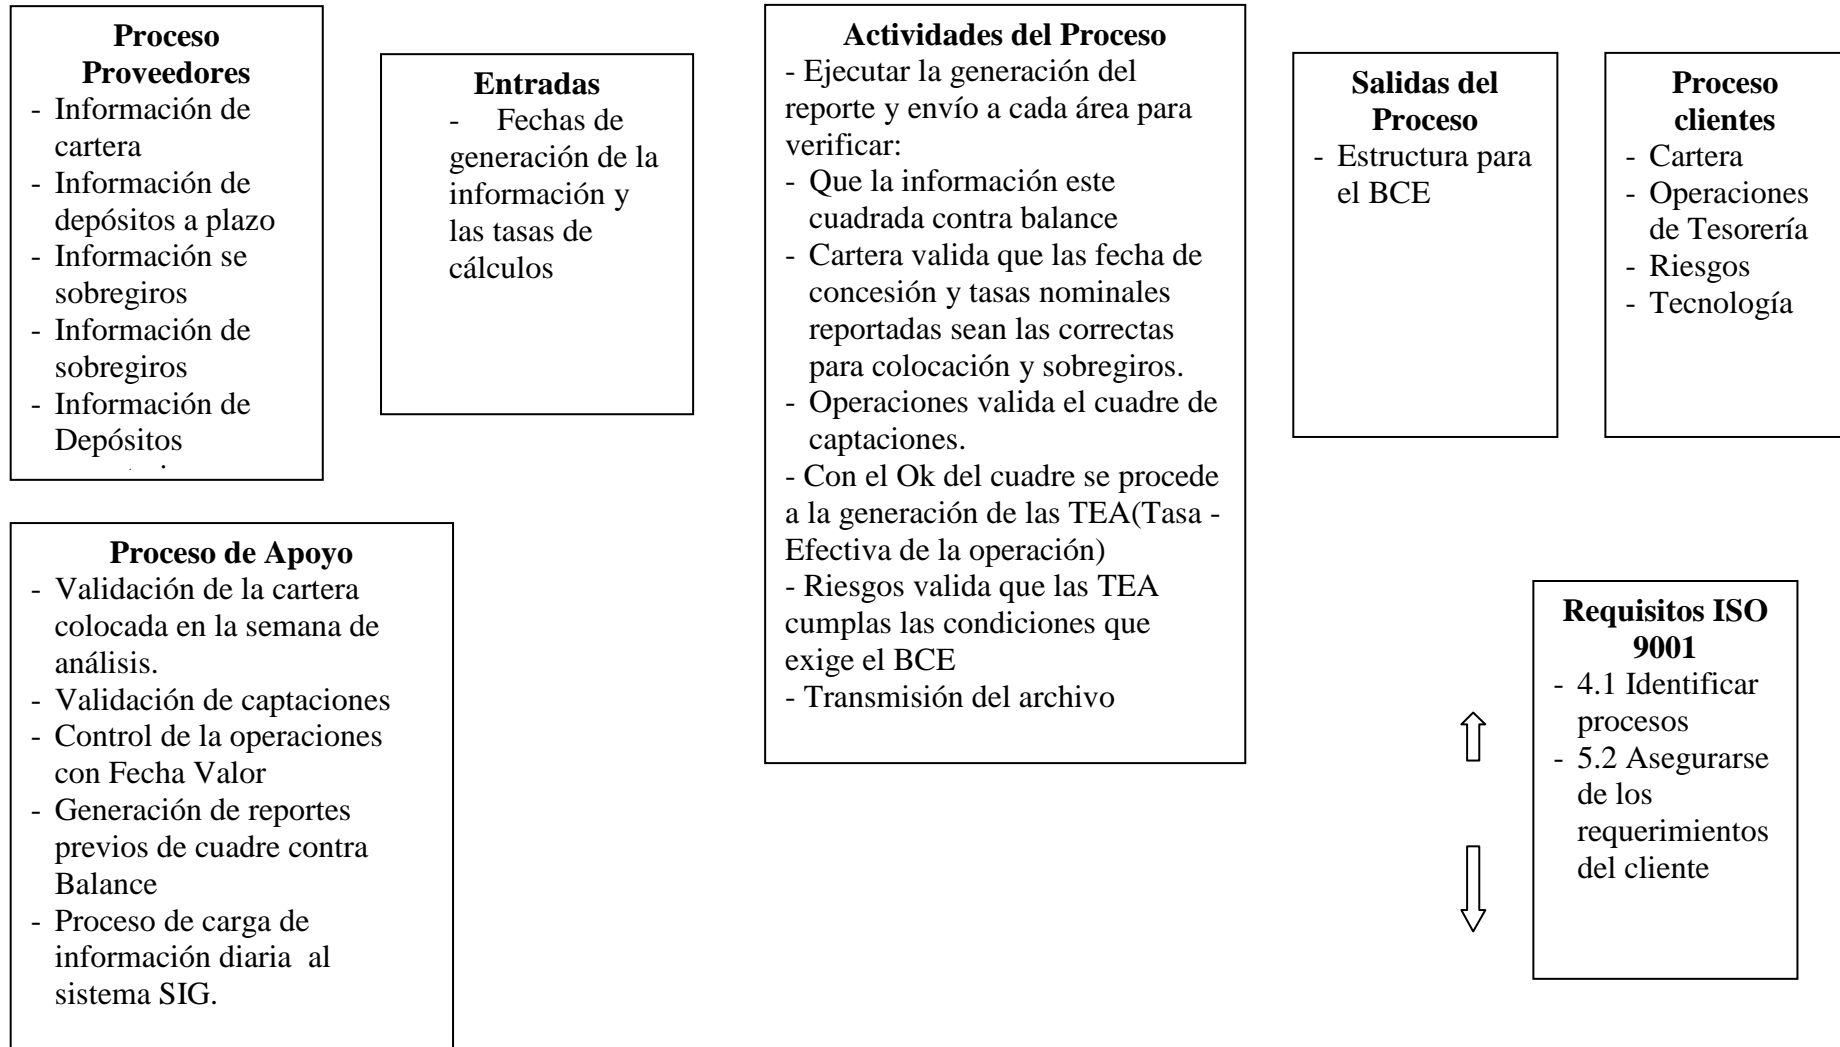 Proceso
Proveedores
- Información de
cartera
- Información de
depósitos a plazo
- Información se
sobregiros
- Información de
sobregiros
- Información de
Depósitos
Entradas
- Fechas de
generación de la
información y
las tasas de
cálculos
Actividades del Proceso
- Ejecutar la generación del
reporte y envío a cada área para
verificar:
- Que la información este
cuadrada contra balance
- Cartera valida que las fecha de
concesión y tasas nominales
reportadas sean las correctas
para colocación y sobregiros.
- Operaciones valida el cuadre de
captaciones.
- Con el Ok del cuadre se procede
a la generación de las TEA(Tasa -
Efectiva de la operación)
- Riesgos valida que las TEA
cumplas las condiciones que
exige el BCE
- Transmisión del archivo
Salidas del
Proceso
- Estructura para
el BCE
Proceso
clientes
- Cartera
- Operaciones
de Tesorería
- Riesgos
- Tecnología
Proceso de Apoyo
- Validación de la cartera
colocada en la semana de
análisis.
- Validación de captaciones
- Control de la operaciones
con Fecha Valor
- Generación de reportes
previos de cuadre contra
Balance
- Proceso de carga de
información diaria  al
sistema SIG.
Requisitos ISO
9001
- 4.1 Identificar
procesos
- 5.2 Asegurarse
de los
requerimientos
del cliente